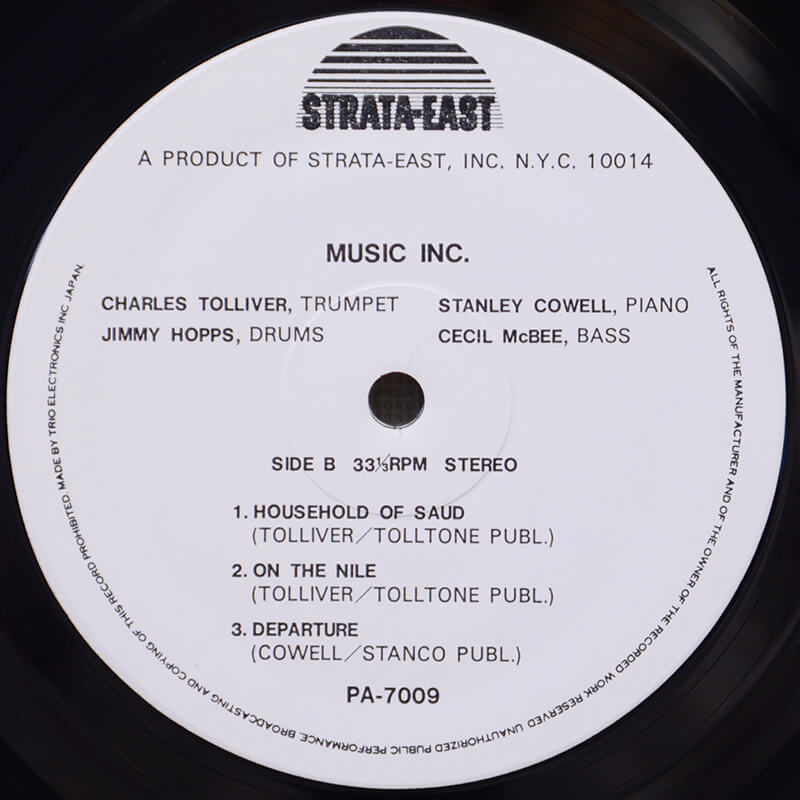 STRATA-EAST
A PRODUCT OF STRATA-EAST, INC. N.Y.C. 10014
MUSIC INC.
CHARLES TOLLIVER, TRUMPET STANLEY COWELL, PIANO
JIMMY HOPPS, DRUMS CECIL McBEE, BASS
SIDE B 33⅓RPM STEREO
1. HOUSEHOLD OF SAUD
(TOLLIVER/TOLLTONE PUBL.)
2. ON THE NILE
(TOLLIVER/TOLLTONE PUBL.)
3. DEPARTURE
(COWELL/STANCO PUBL.)
PA-7009
ALL RIGHTS OF THE MANUFACTURER AND OF THE OWNER OF THE RECORDED WORK RESERVED. UNAUTHORIZED PUBLIC PERFORMANCE. BROADCASTING AND COPYING OF THIS RECORD PROHIBITED. MADE BY TRIO ELECTRONICS INC JAPAN.